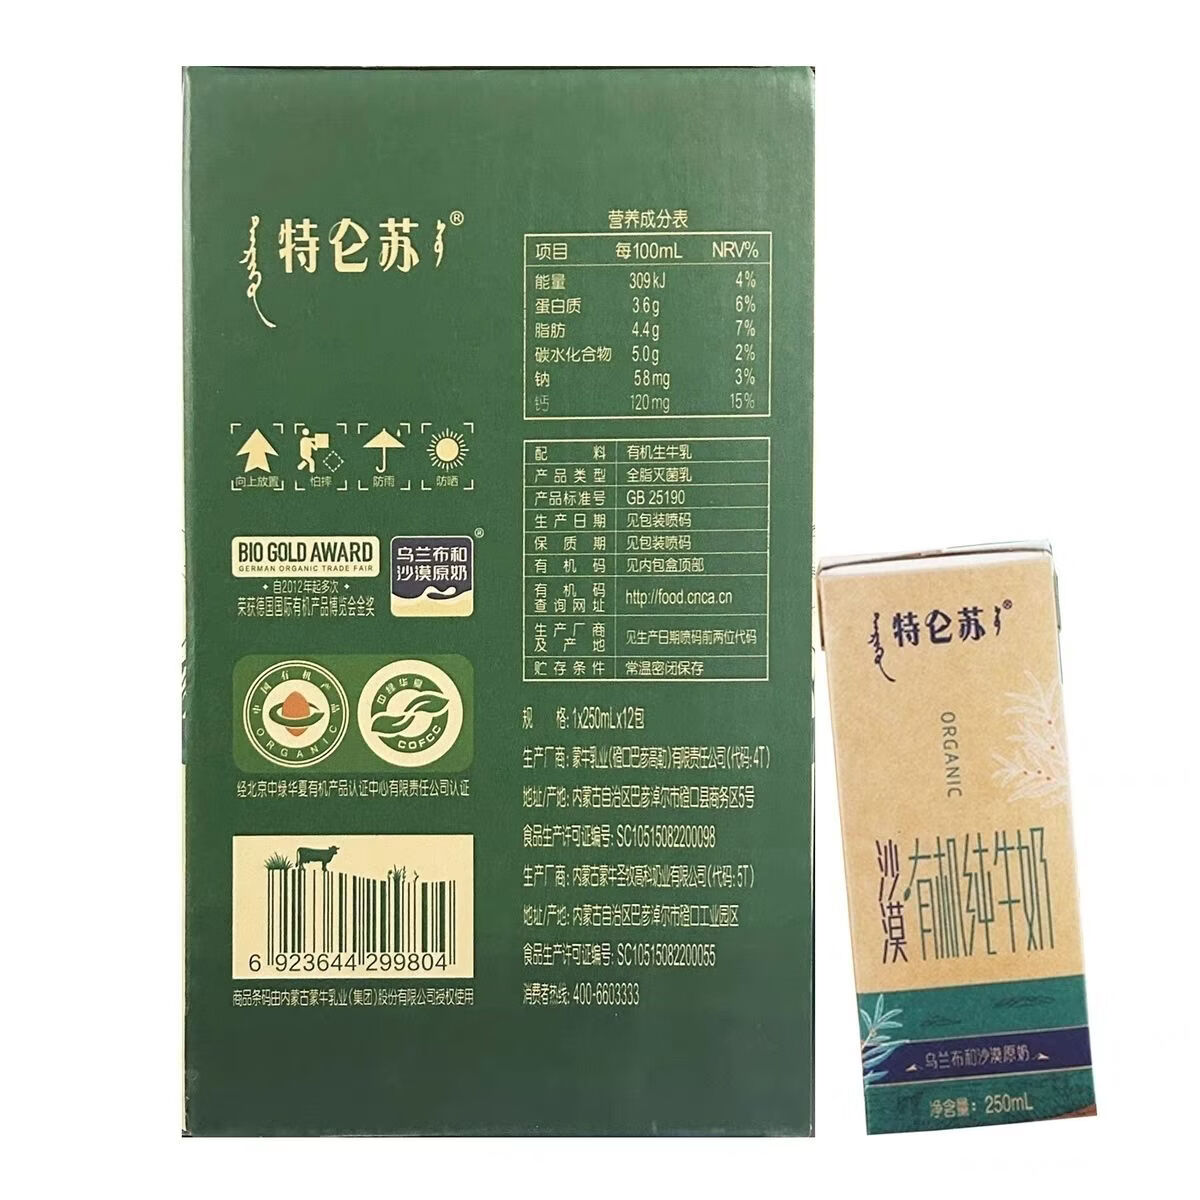 特仑苏®
向上放置 怕摔 防雨 防晒
BIO GOLD AWARD
GERMAN ORGANIC TRADE FAIR
自2012年起多次
荣获德国国际有机产品博览会金奖
乌兰布和
沙漠原奶
®
中国有机产品
ORGANIC
中绿华夏
COFCC
经北京中绿华夏有机产品认证中心有限责任公司认证
6 923644 299804
商品条码由内蒙古蒙牛乳业(集团)股份有限公司授权使用
营养成分表
项目 每100mL NRV%
能量 309kJ 4%
蛋白质 3.6g 6%
脂肪 4.4g 7%
碳水化合物 5.0g 2%
钠 58mg 3%
钙 120mg 15%
配料 有机生牛乳
产品类型 全脂灭菌乳
产品标准号 GB 25190
生产日期 见包装喷码
保质期 见包装喷码
有机码 见内包盒顶部
有机码
查询网址 http://food.cnca.cn
生产厂商
及产地 见生产日期喷码前两位代码
贮存条件 常温密闭保存
规格:1x250mLx12包
生产厂商:蒙牛乳业(磴口巴彦高勒)有限责任公司(代码:4T)
地址/产地:内蒙古自治区巴彦淖尔市磴口县商务区5号
食品生产许可证编号:SC10515082200098
生产厂商:内蒙古蒙牛圣牧高科奶业有限公司(代码:5T)
地址/产地:内蒙古自治区巴彦淖尔市磴口工业园区
食品生产许可证编号:SC10515082200055
消费者热线:400-6603333
特仑苏®
ORGANIC
沙漠
有机纯牛奶
乌兰布和沙漠原奶
净含量:250mL